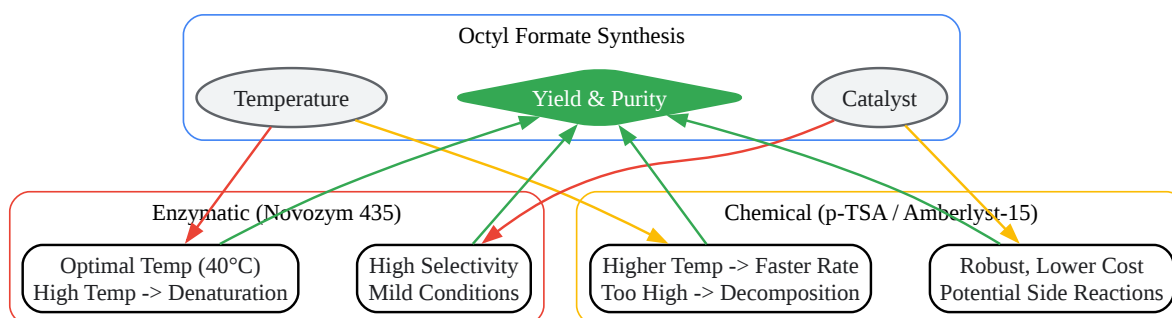 Octyl Formate Synthesis
Temperature
Yield & Purity
Catalyst
Enzymatic (Novozym 435)
Chemical (p-TSA / Amberlyst-15)
Optimal Temp (40°C)
High Temp -> Denaturation
High Selectivity
Mild Conditions
Higher Temp -> Faster Rate
Too High -> Decomposition
Robust, Lower Cost
Potential Side Reactions